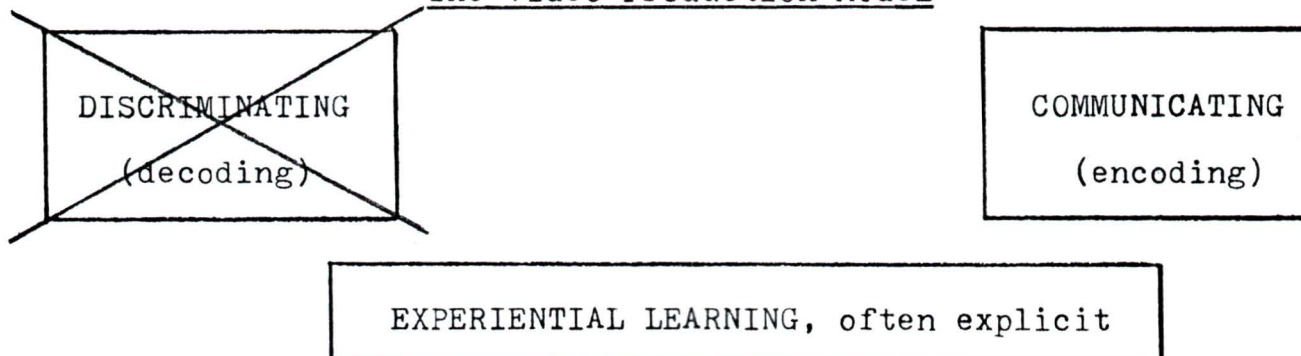 The Video Production Model
DISCRIMINATING
(decoding)
COMMUNICATING
(encoding)
EXPERIENTIAL LEARNING, often explicit